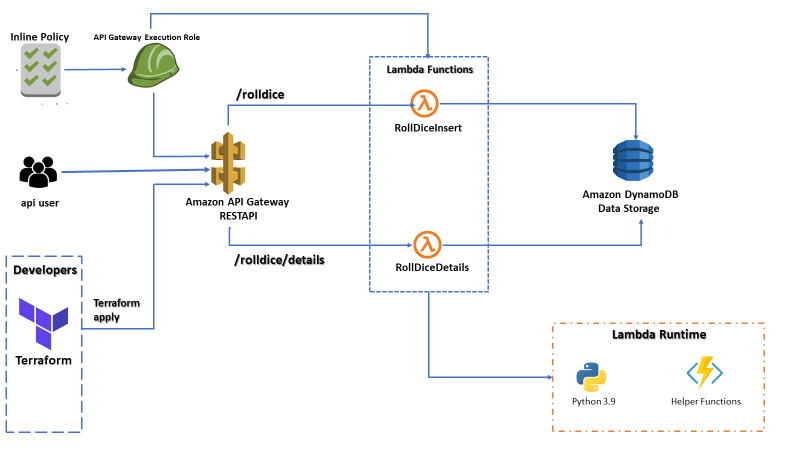 Inline Policy
API Gateway Execution Role
Lambda Functions
/rolldice
RollDiceInsert
api user
Amazon API Gateway
RESTAPI
Amazon DynamoDB
Data Storage
/rolldice/details
RollDiceDetails
Developers
Terraform
apply
Terraform
Lambda Runtime
Python 3.9
Helper Functions